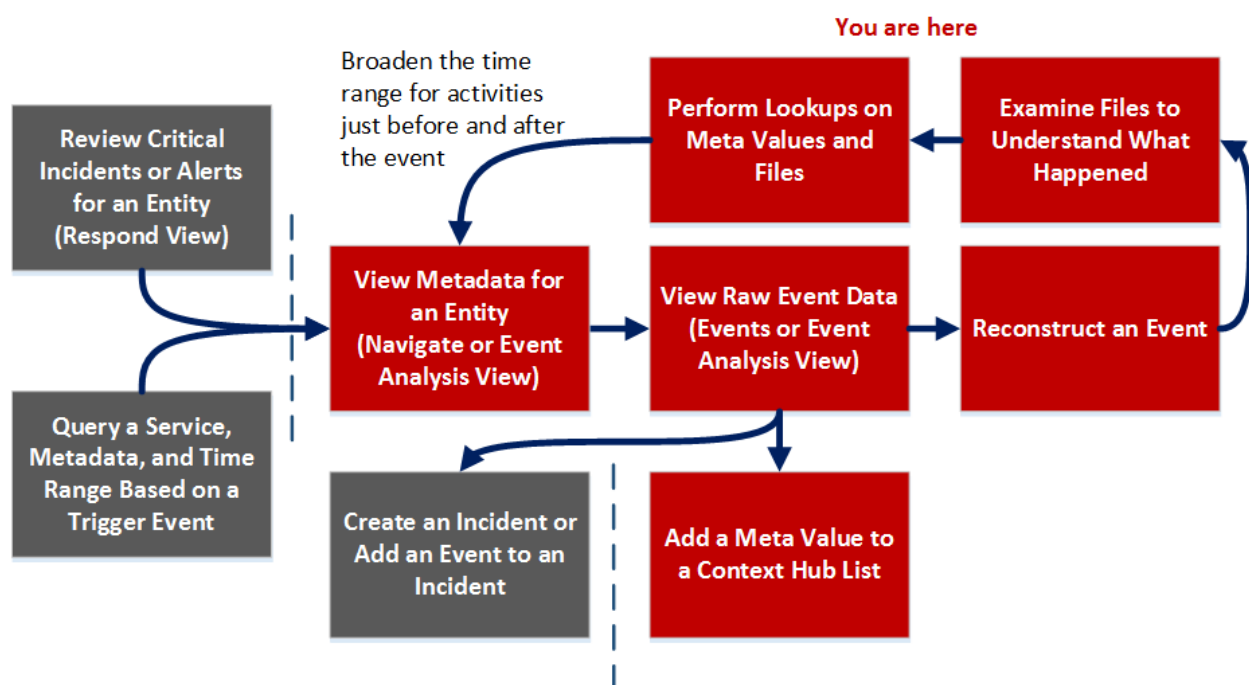 You are here
Broaden the time
range for activities
just before and after
the event
Perform Lookups on
Meta Values and
Files
Examine Files to
Understand What
Happened
Review Critical
Incidents or Alerts
for an Entity
(Respond View)
View Metadata for
an Entity
(Navigate or Event
Analysis View)
View Raw Event Data
(Events or Event
Analysis View)
Reconstruct an Event
Query a Service,
Metadata, and Time
Range Based on a
Trigger Event
Create an Incident or
Add an Event to an
Incident
Add a Meta Value to
a Context Hub List